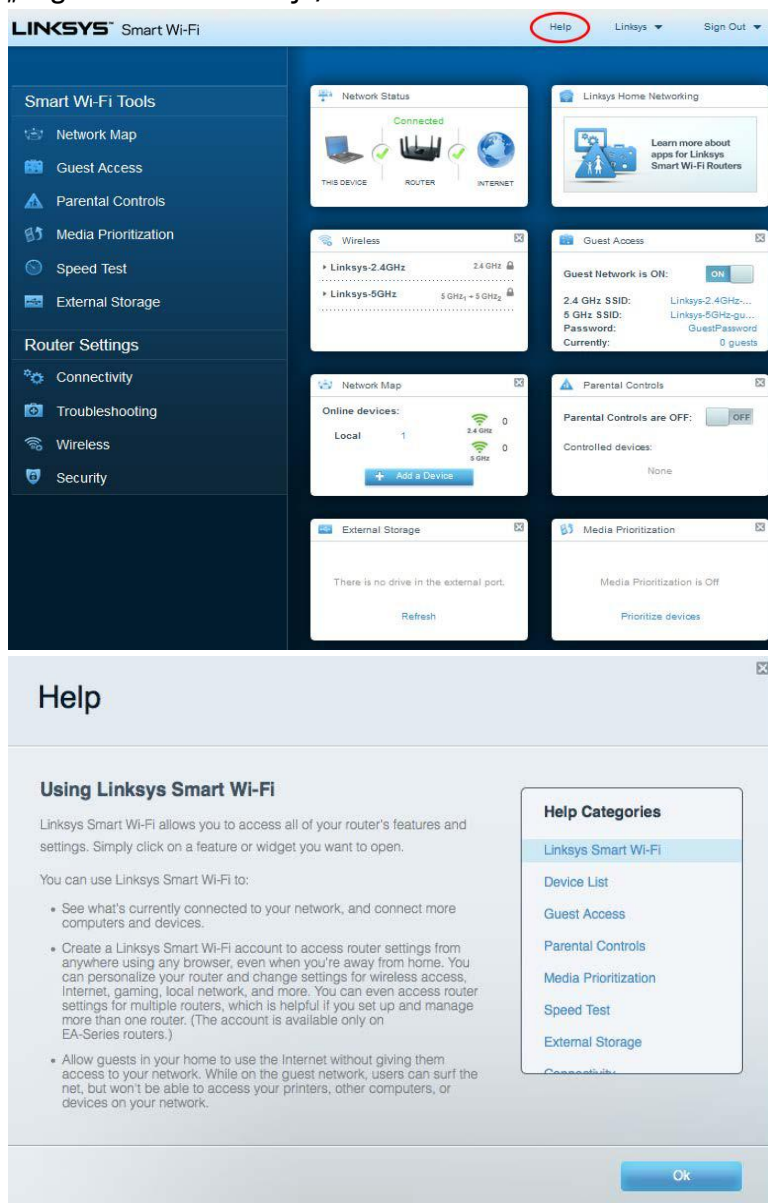 LINKSYS™ Smart Wi-Fi
Help
Linksys
Sign Out
Smart Wi-Fi Tools
Network Map
Guest Access
Parental Controls
Media Prioritization
Speed Test
External Storage
Router Settings
Connectivity
Troubleshooting
Wireless
Security
Network Status
Connected
THIS DEVICE
ROUTER
INTERNET
Linksys Home Networking
Learn more about
apps for Linksys
Smart Wi-Fi Routers
Wireless
Linksys-2.4GHz 2.4 GHz
Linksys-5GHz 5 GHz1 + 5 GHz2
Guest Access
Guest Network is ON: ON
2.4 GHz SSID: Linksys-2.4GHz-...
5 GHz SSID: Linksys-5GHz-gu...
Password: GuestPassword
Currently: 0 guests
Network Map
Online devices:
Local 1
0
2.4 GHz
0
5 GHz
+ Add a Device
Parental Controls
Parental Controls are OFF: OFF
Controlled devices:
None
External Storage
There is no drive in the external port.
Refresh
Media Prioritization
Media Prioritization is Off
Prioritize devices
Help
Using Linksys Smart Wi-Fi
Linksys Smart Wi-Fi allows you to access all of your router's features and
settings. Simply click on a feature or widget you want to open.
You can use Linksys Smart Wi-Fi to:
• See what's currently connected to your network, and connect more
computers and devices.
• Create a Linksys Smart Wi-Fi account to access router settings from
anywhere using any browser, even when you're away from home. You
can personalize your router and change settings for wireless access,
Internet, gaming, local network, and more. You can even access router
settings for multiple routers, which is helpful if you set up and manage
more than one router. (The account is available only on
EA-Series routers.)
• Allow guests in your home to use the Internet without giving them
access to your network. While on the guest network, users can surf the
net, but won't be able to access your printers, other computers, or
devices on your network.
Help Categories
Linksys Smart Wi-Fi
Device List
Guest Access
Parental Controls
Media Prioritization
Speed Test
External Storage
Connectivity
Ok